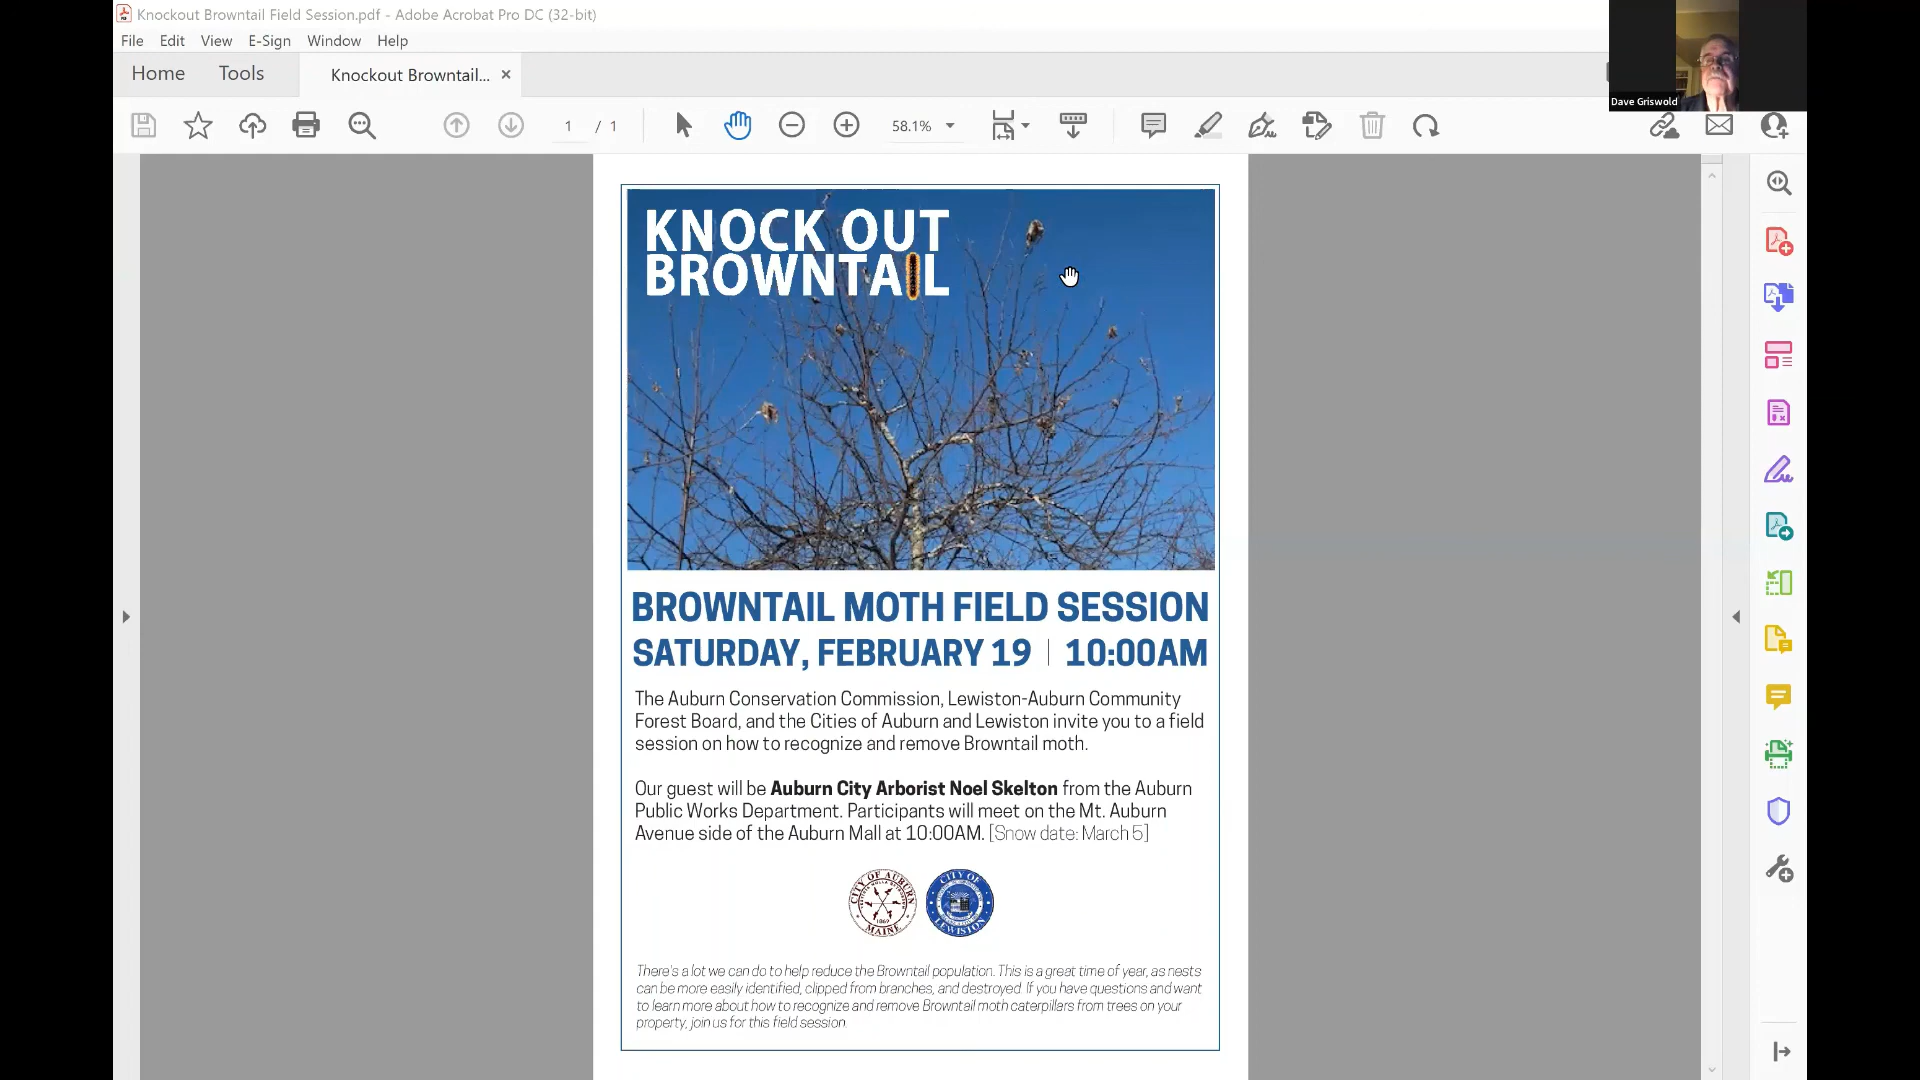 Knockout Browntail Field Session.pdf - Adobe Acrobat Pro DC (32-bit)
File Edit View E-Sign Window Help
Home Tools Knockout Browntail... ×
1 / 1 58.1%
Dave Griswold
KNOCK OUT
BROWNTAIL
BROWNTAIL MOTH FIELD SESSION
SATURDAY, FEBRUARY 19 | 10:00AM
The Auburn Conservation Commission, Lewiston-Auburn Community
Forest Board, and the Cities of Auburn and Lewiston invite you to a field
session on how to recognize and remove Browntail moth.
Our guest will be Auburn City Arborist Noel Skelton from the Auburn
Public Works Department. Participants will meet on the Mt. Auburn
Avenue side of the Auburn Mall at 10:00AM. [Snow date: March 5]
CITY OF AUBURN
1869
MAINE
CITY OF
LEWISTON
There's a lot we can do to help reduce the Browntail population. This is a great time of year, as nests
can be more easily identified, clipped from branches, and destroyed. If you have questions and want
to learn more about how to recognize and remove Browntail moth caterpillars from trees on your
property, join us for this field session.